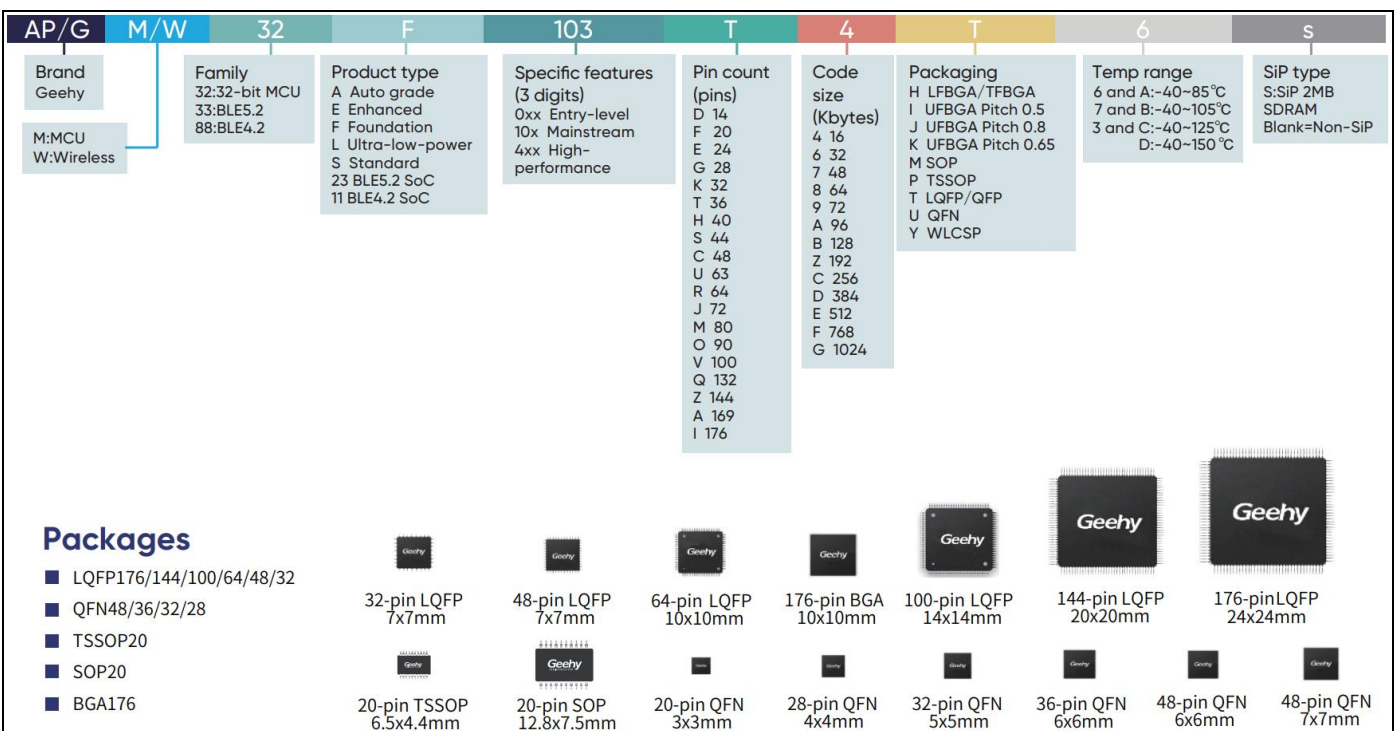 AP/G M/W 32 F 103 T 4 T 6 s
Brand
Geehy
M:MCU
W:Wireless
Family
32:32-bit MCU
33:BLE5.2
88:BLE4.2
Product type
A Auto grade
E Enhanced
F Foundation
L Ultra-low-power
S Standard
23 BLE5.2 SoC
11 BLE4.2 SoC
Specific features
(3 digits)
0xx Entry-level
10x Mainstream
4xx High-
performance
Pin count
(pins)
D 14
F 20
E 24
G 28
K 32
T 36
H 40
S 44
C 48
U 63
R 64
J 72
M 80
O 90
V 100
Q 132
Z 144
A 169
I 176
Code
size
(Kbytes)
4 16
6 32
7 48
8 64
9 72
A 96
B 128
Z 192
C 256
D 384
E 512
F 768
G 1024
Packaging
H LFBGA/TFBGA
I UFBGA Pitch 0.5
J UFBGA Pitch 0.8
K UFBGA Pitch 0.65
M SOP
P TSSOP
T LQFP/QFP
U QFN
Y WLCSP
Temp range
6 and A:-40~85℃
7 and B:-40~105℃
3 and C:-40~125℃
D:-40~150℃
SiP type
S:SiP 2MB
SDRAM
Blank=Non-SiP
Packages
LQFP176/144/100/64/48/32
QFN48/36/32/28
TSSOP20
SOP20
BGA176
Geehy
32-pin LQFP
7x7mm
Geehy
48-pin LQFP
7x7mm
Geehy
64-pin LQFP
10x10mm
Geehy
176-pin BGA
10x10mm
Geehy
100-pin LQFP
14x14mm
Geehy
144-pin LQFP
20x20mm
Geehy
176-pinLQFP
24x24mm
Geehy
20-pin TSSOP
6.5x4.4mm
Geehy
20-pin SOP
12.8x7.5mm
Geehy
20-pin QFN
3x3mm
Geehy
28-pin QFN
4x4mm
Geehy
32-pin QFN
5x5mm
Geehy
36-pin QFN
6x6mm
Geehy
48-pin QFN
6x6mm
Geehy
48-pin QFN
7x7mm